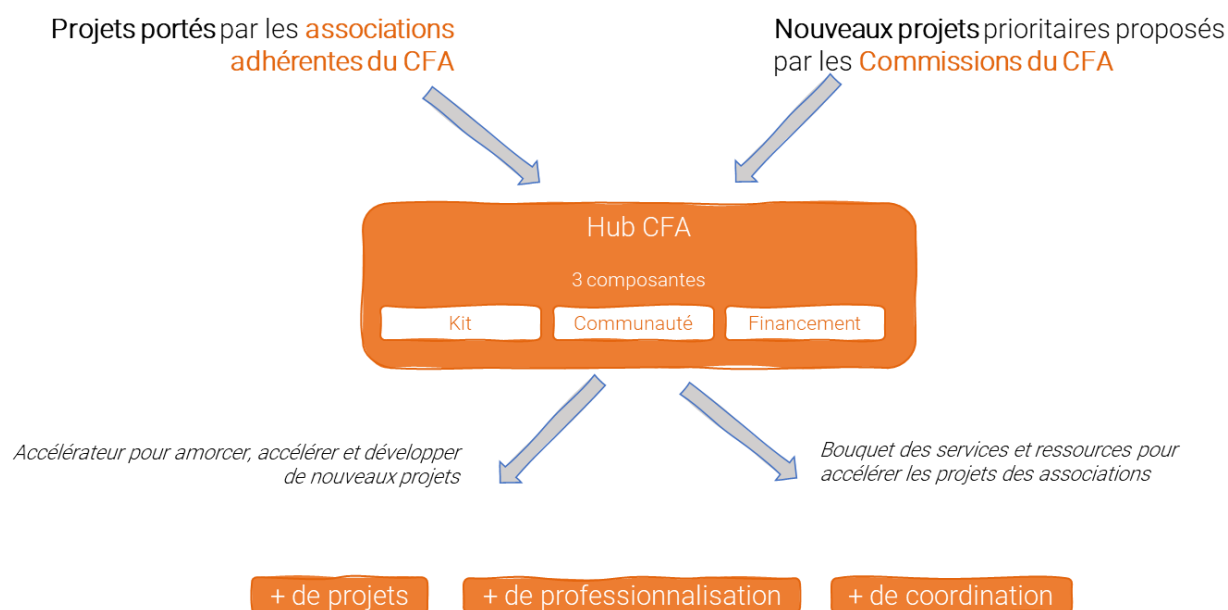 Projets portés par les associations
adhérentes du CFA
Nouveaux projets prioritaires proposés
par les Commissions du CFA
Hub CFA
3 composantes
Kit
Communauté
Financement
Accélérateur pour amorcer, accélérer et développer
de nouveaux projets
Bouquet des services et ressources pour
accélérer les projets des associations
+ de projets
+ de professionnalisation
+ de coordination